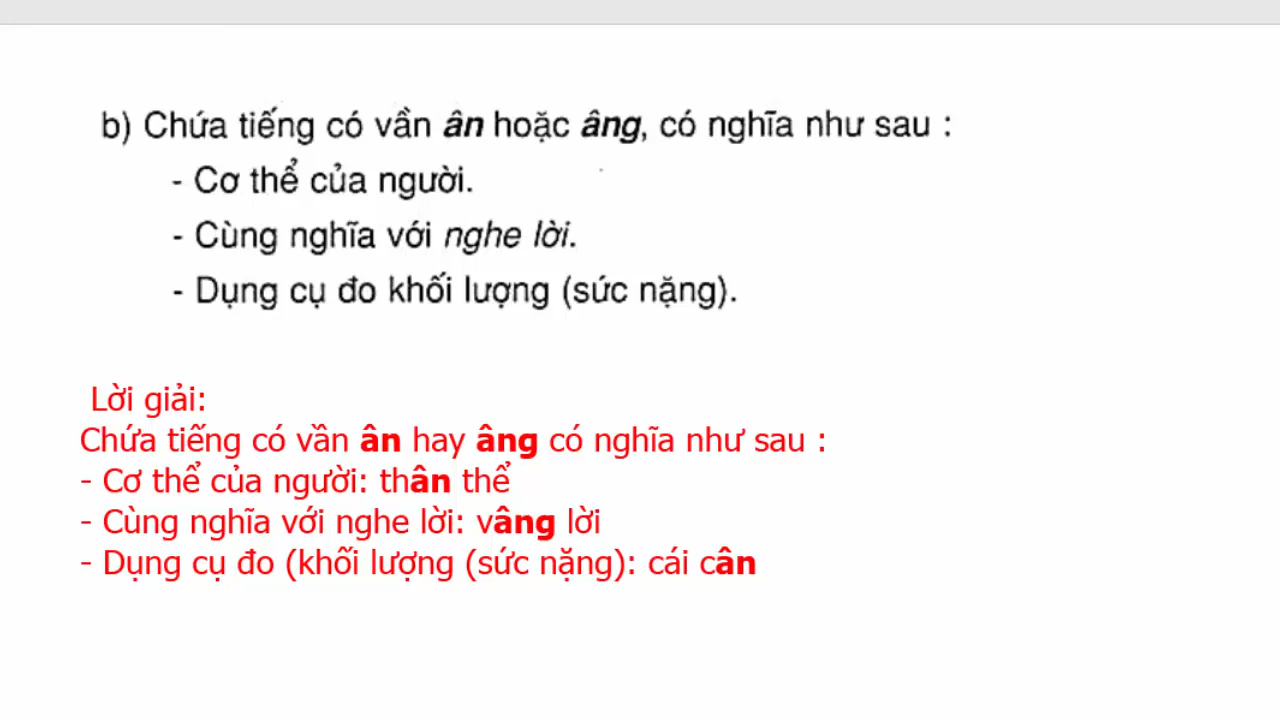 b) Chứa tiếng có vần ân hoặc âng, có nghĩa như sau :
- Cơ thể của người.
- Cùng nghĩa với nghe lời.
- Dụng cụ đo khối lượng (sức nặng).
Lời giải:
Chứa tiếng có vần ân hay âng có nghĩa như sau :
- Cơ thể của người: thân thể
- Cùng nghĩa với nghe lời: vâng lời
- Dụng cụ đo (khối lượng (sức nặng): cái cân